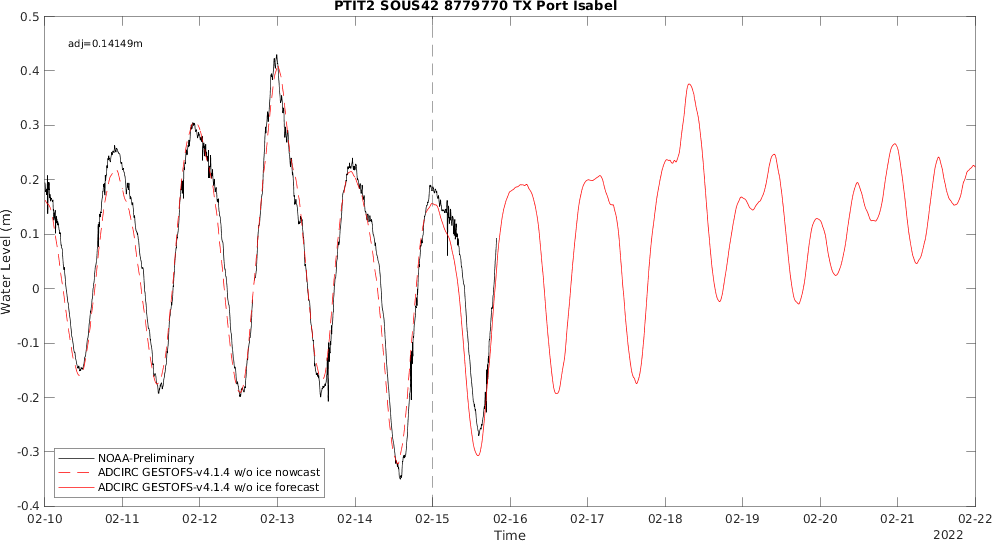 PTIT2 SOUS42 8779770 TX Port Isabel
0.5
adj=0.14149m
0.4
0.3
0.2
0.1
0
-0.1
-0.2
-0.3
-0.4
Water Level (m)
NOAA-Preliminary
ADCIRC GESTOFS-v4.1.4 w/o ice nowcast
ADCIRC GESTOFS-v4.1.4 w/o ice forecast
02-10 02-11 02-12 02-13 02-14 02-15 02-16 02-17 02-18 02-19 02-20 02-21 02-22
Time
2022